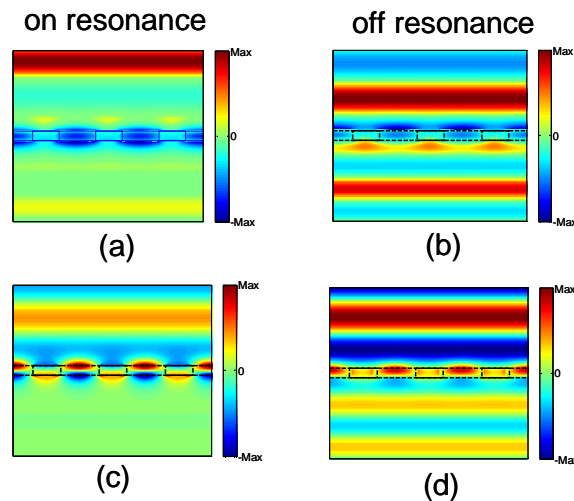 on resonance
off resonance
Max
0
-Max
Max
0
-Max
(a)
(b)
Max
0
-Max
Max
0
-Max
(c)
(d)